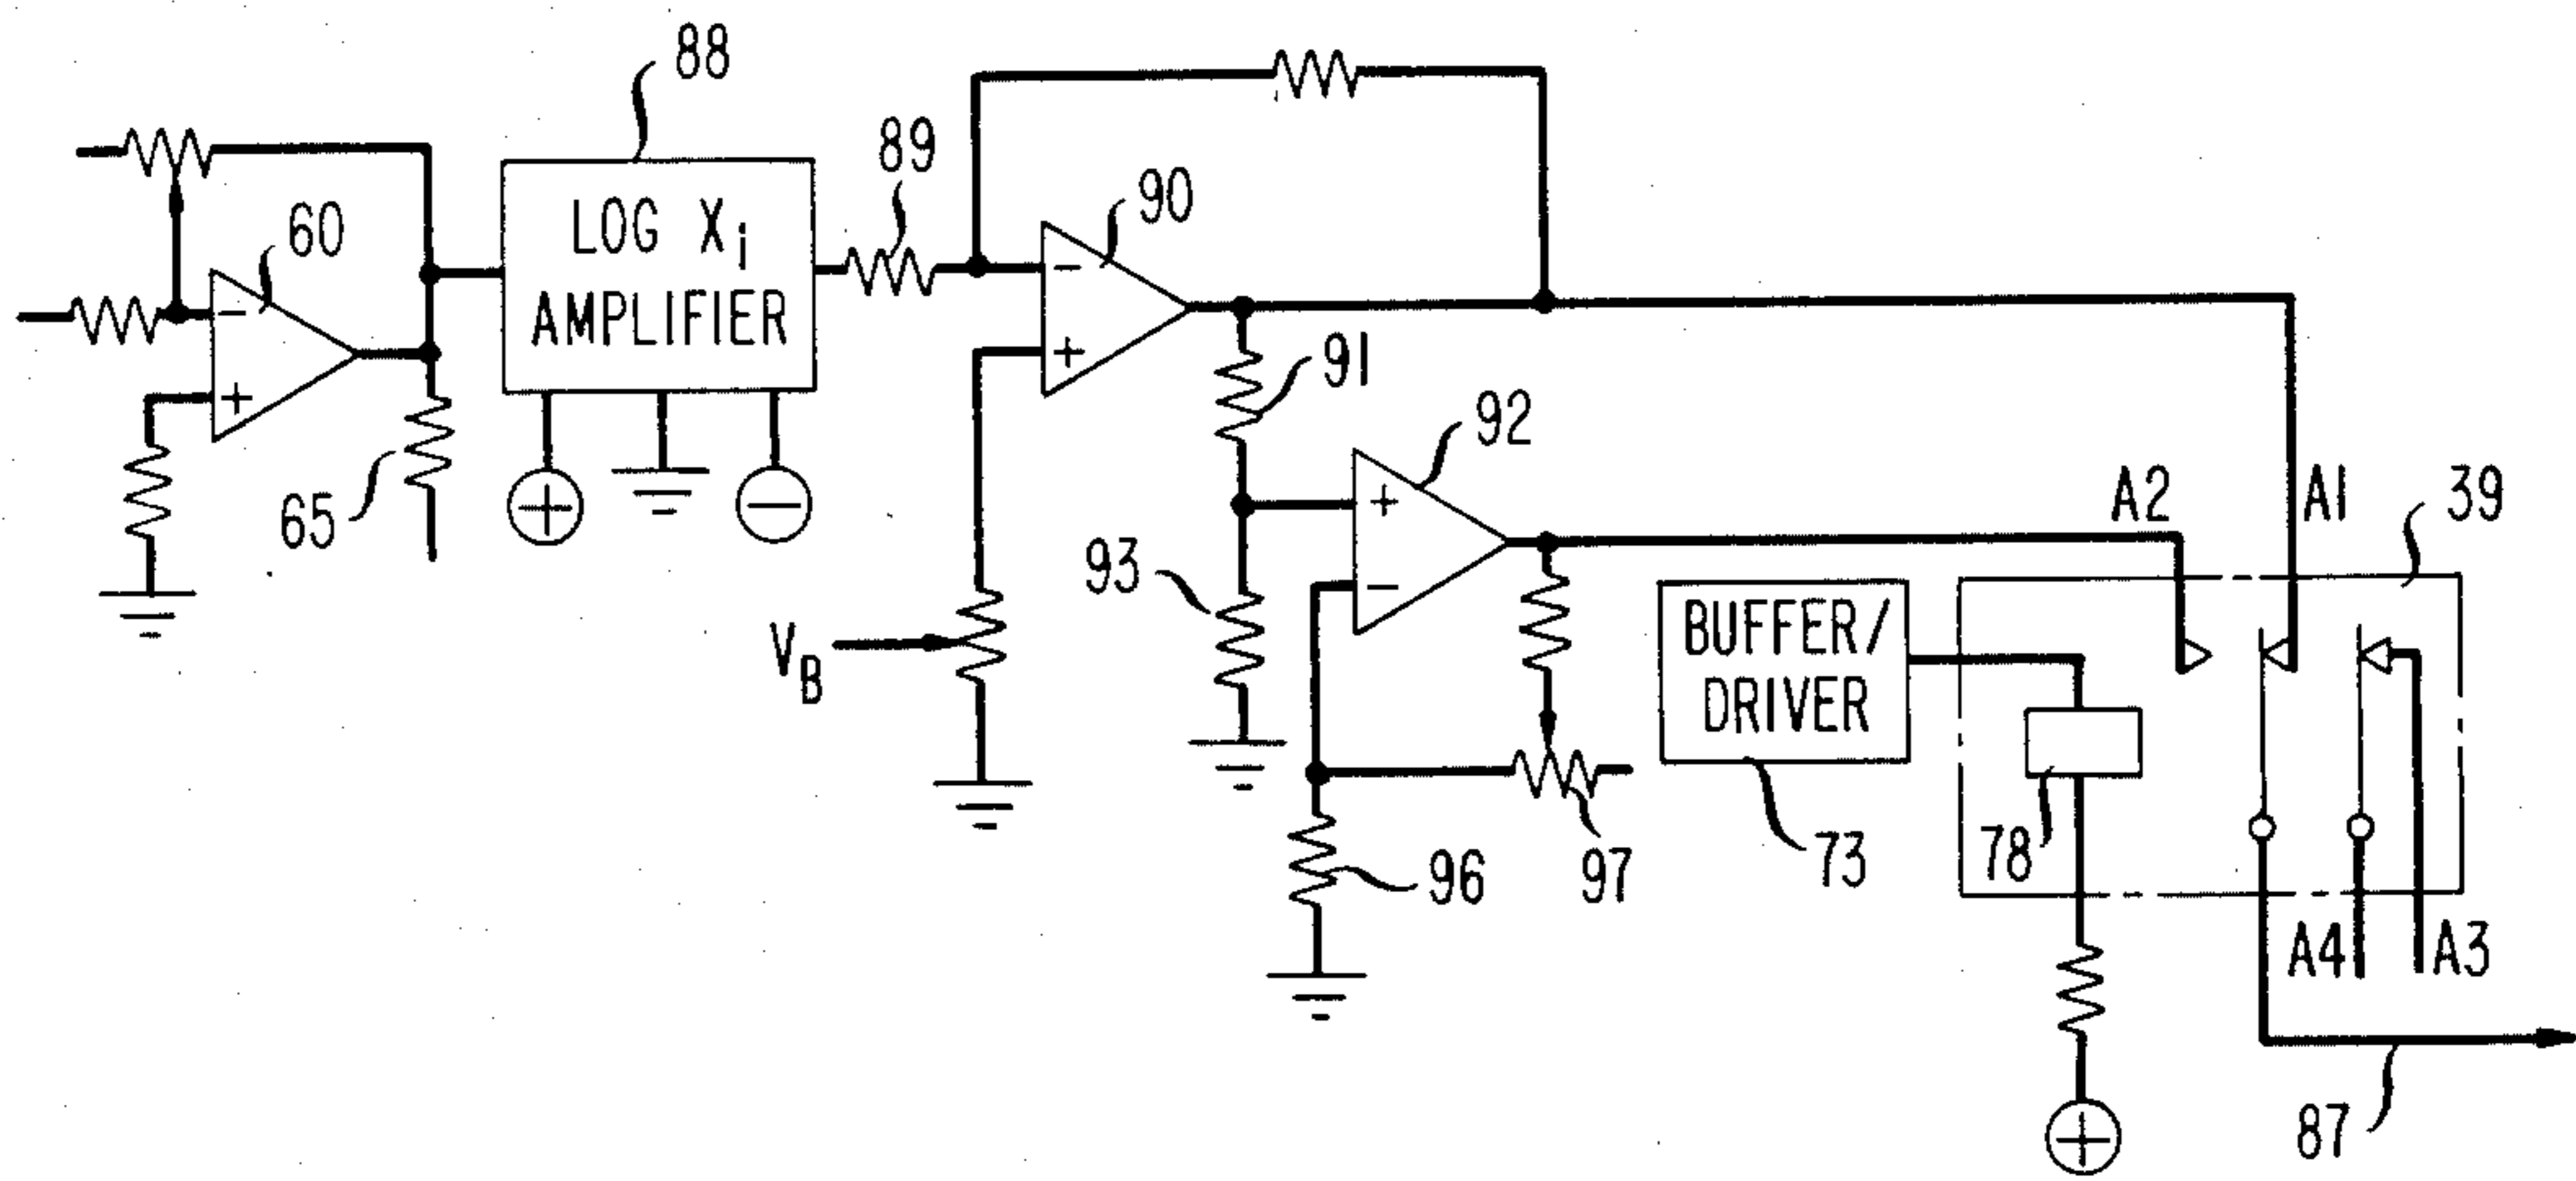 88
89
60
LOG Xi
AMPLIFIER
90
91
92
65
A2
A1
39
93
VB
BUFFER/
DRIVER
78
73
97
96
A4
A3
87